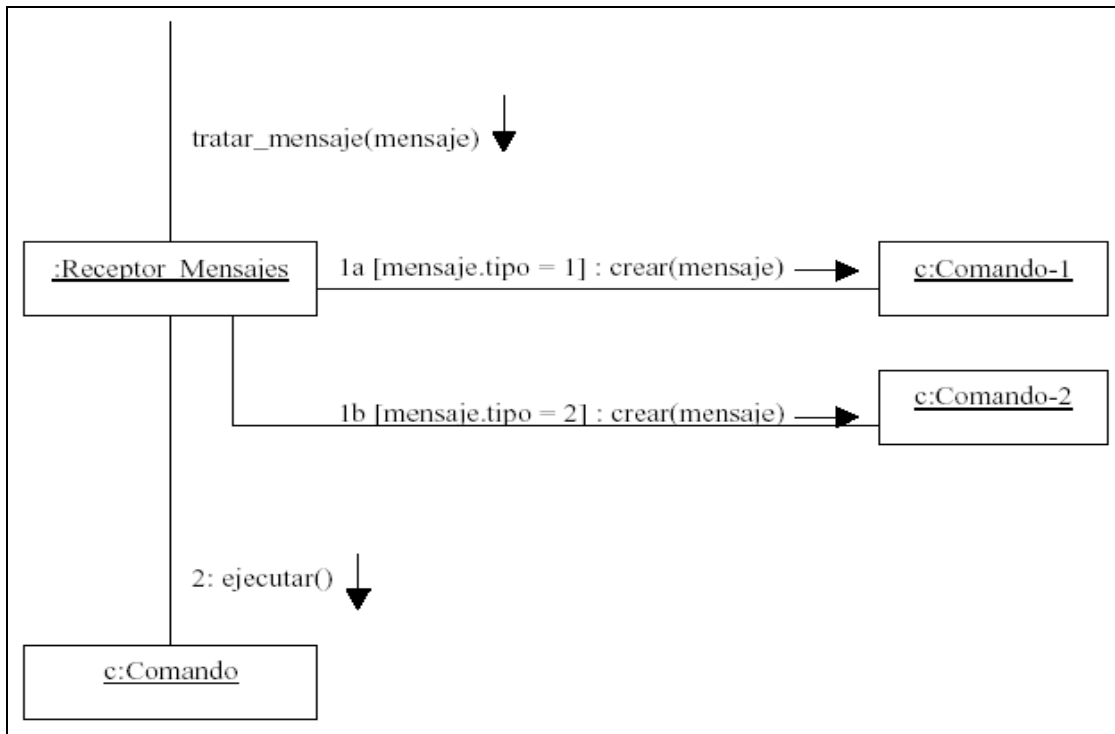 tratar_mensaje(mensaje)
:Receptor_Mensajes
1a [mensaje.tipo = 1] : crear(mensaje)
c:Comando-1
1b [mensaje.tipo = 2] : crear(mensaje)
c:Comando-2
2: ejecutar()
c:Comando